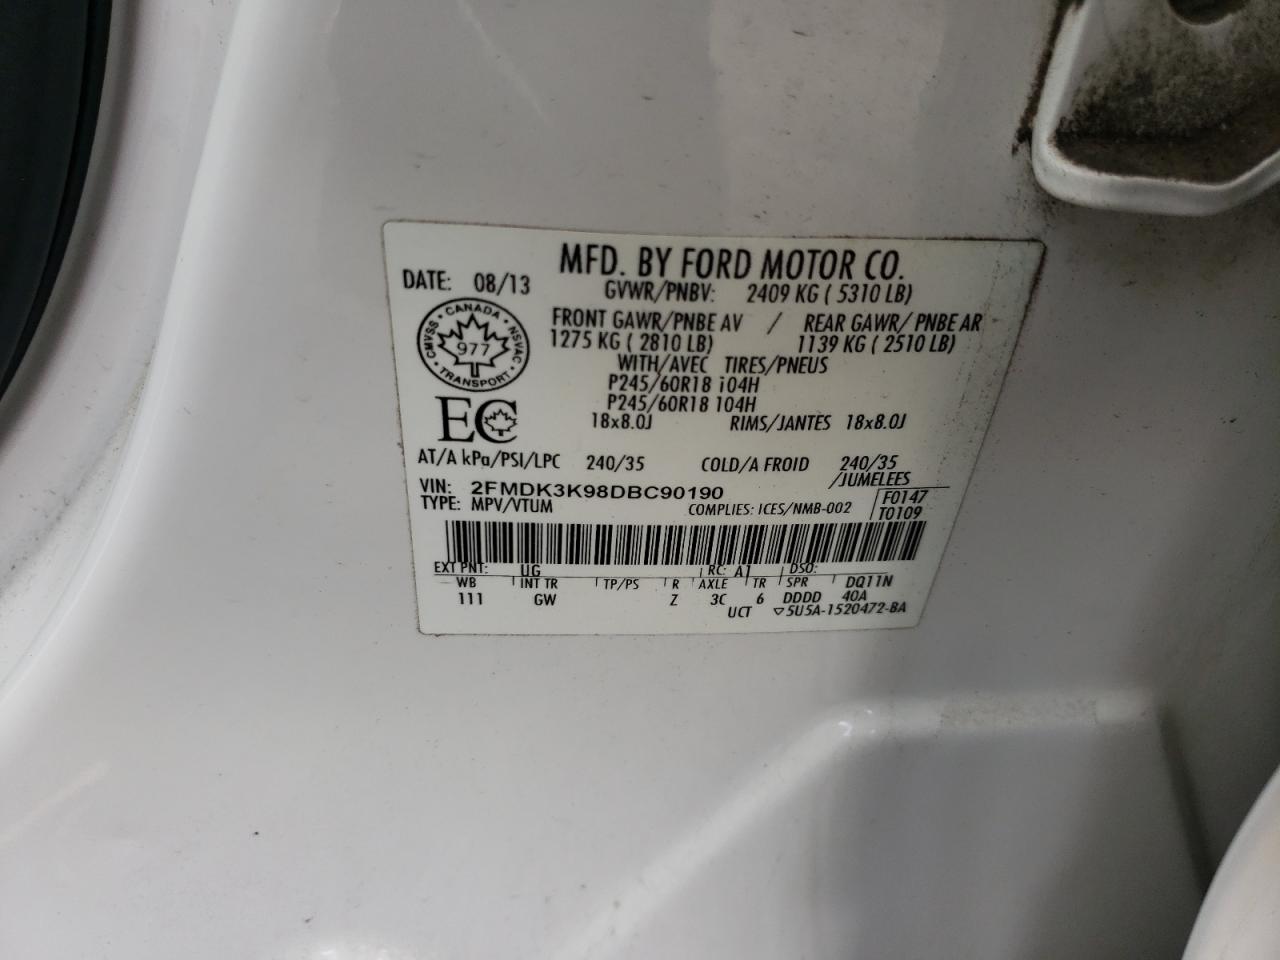 MFD. BY FORD MOTOR CO.
DATE: 08/13 GVWR/PNBV: 2409 KG ( 5310 LB)
CANADA CMVSS NSVAC 977 TRANSPORT
FRONT GAWR/PNBE AV / REAR GAWR/ PNBE AR
1275 KG ( 2810 LB) 1139 KG ( 2510 LB)
WITH/AVEC TIRES/PNEUS
P245/60R18 104H
P245/60R18 104H
EC
18x8.0J RIMS/JANTES 18x8.0J
AT/A kPa/PSI/LPC 240/35 COLD/A FROID 240/35
/JUMELEES
VIN: 2FMDK3K98DBC90190
TYPE: MPV/VTUM COMPLIES: ICES/NMB-002
F0147
T0109
EXT PNT: UG RC: A1 DSO:
WB INT TR TP/PS R AXLE TR SPR DQ11N
111 GW Z 3C 6 DDDD 40A
UCT ▽5U5A-1520472-BA